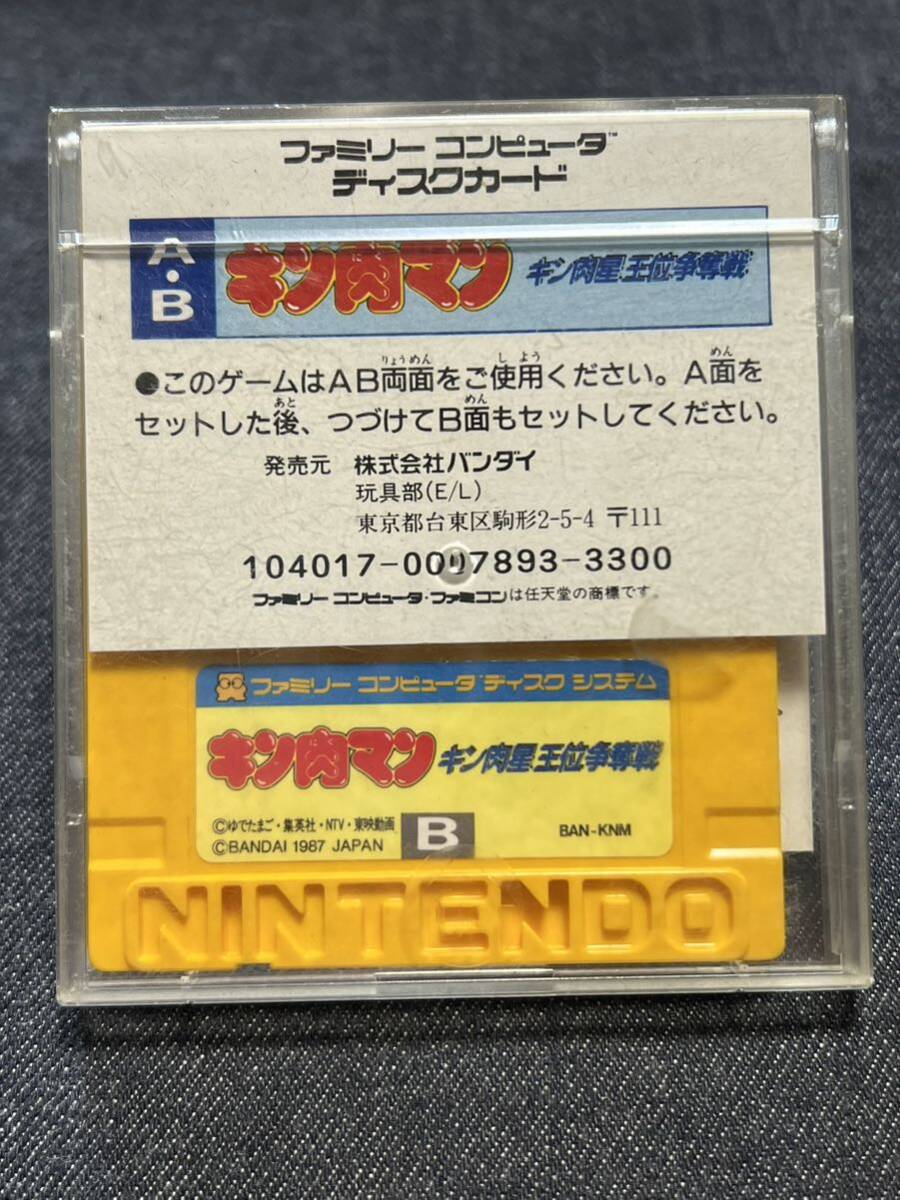 ファミリー コンピュータ™
ディスクカード
A・B
キン肉マン キン肉星王位争奪戦
●このゲームはAB両面をご使用ください。A面を
セットした後、つづけてB面もセットしてください。
発売元 株式会社バンダイ
玩具部(E/L)
東京都台東区駒形2-5-4 〒111
104017-0007893-3300
ファミリー コンピュータ・ファミコンは任天堂の商標です。
ファミリー コンピュータ ディスク システム
キン肉マン キン肉星王位争奪戦
©ゆでたまご・集英社・NTV・東映動画
©BANDAI 1987 JAPAN
B
BAN-KNM
NINTENDO